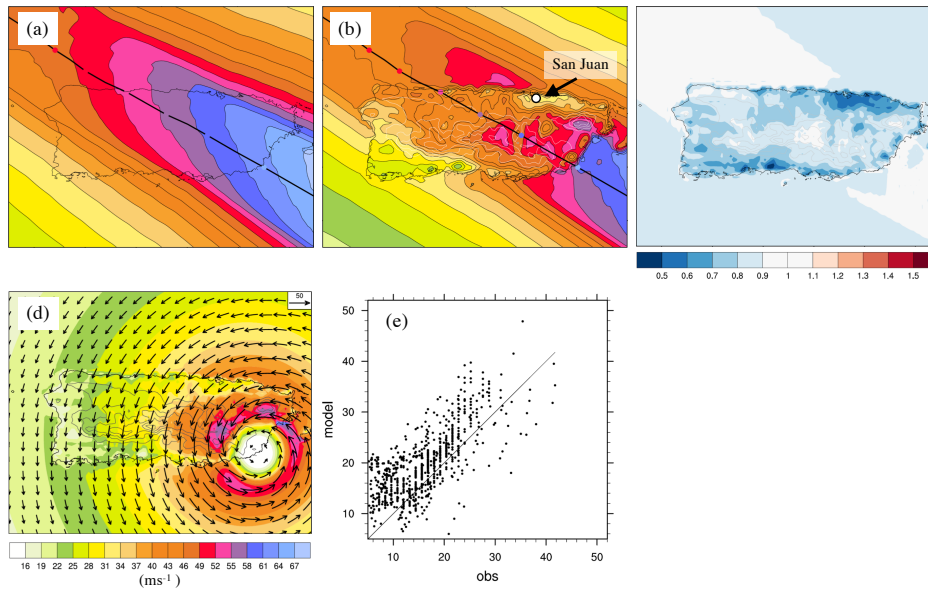 (a)
(b)
San Juan
0.5 0.6 0.7 0.8 0.9 1 1.1 1.2 1.3 1.4 1.5
(d)
50
16 19 22 25 28 31 34 37 40 46 49 52 55 58 61 64 67
(ms⁻¹ )
(e)
50
40
30
20
10
model
10 20 30 40 50
obs